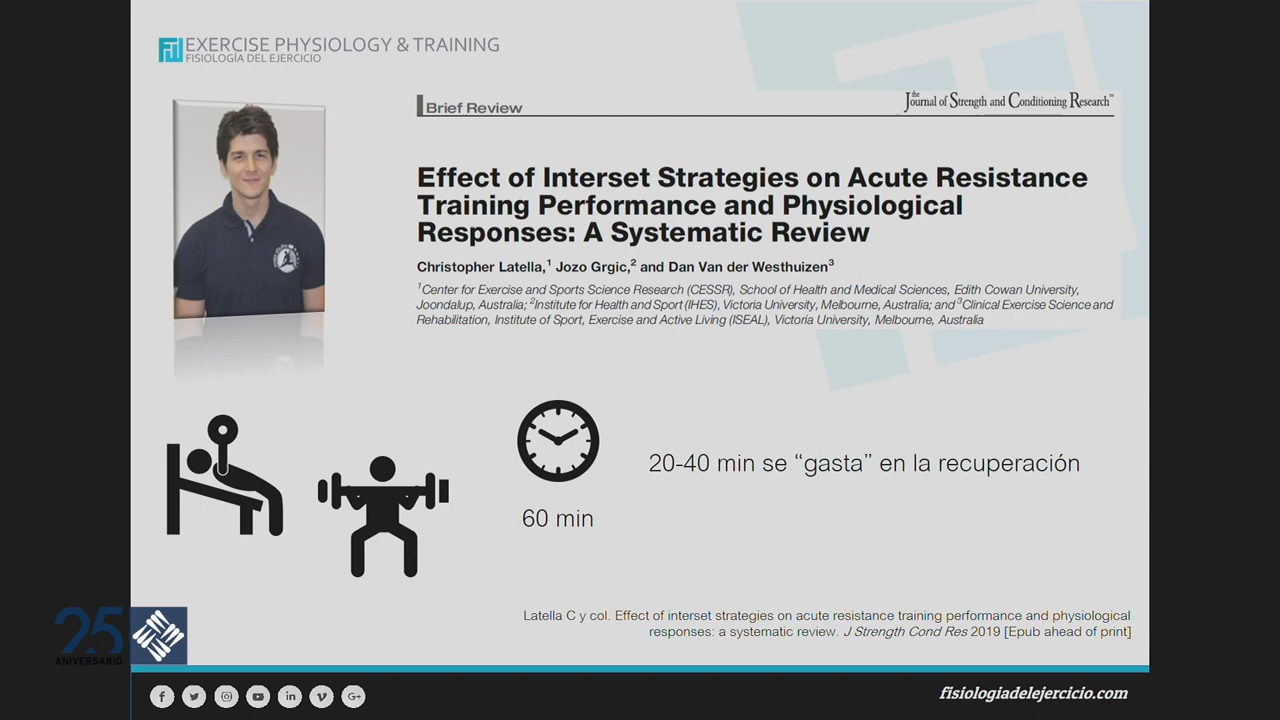 EXERCISE PHYSIOLOGY & TRAINING
FISIOLOGÍA DEL EJERCICIO
Brief Review
the Journal of Strength and Conditioning Research™
Effect of Interset Strategies on Acute Resistance
Training Performance and Physiological
Responses: A Systematic Review
Christopher Latella,¹ Jozo Grgic,² and Dan Van der Westhuizen³
¹Center for Exercise and Sports Science Research (CESSR), School of Health and Medical Sciences, Edith Cowan University,
Joondalup, Australia; ²Institute for Health and Sport (IHES), Victoria University, Melbourne, Australia; and ³Clinical Exercise Science and
Rehabilitation, Institute of Sport, Exercise and Active Living (ISEAL), Victoria University, Melbourne, Australia
20-40 min se “gasta” en la recuperación
60 min
Latella C y col. Effect of interset strategies on acute resistance training performance and physiological
responses: a systematic review. J Strength Cond Res 2019 [Epub ahead of print]
25
ANIVERSARIO
fisiologiadelejercicio.com